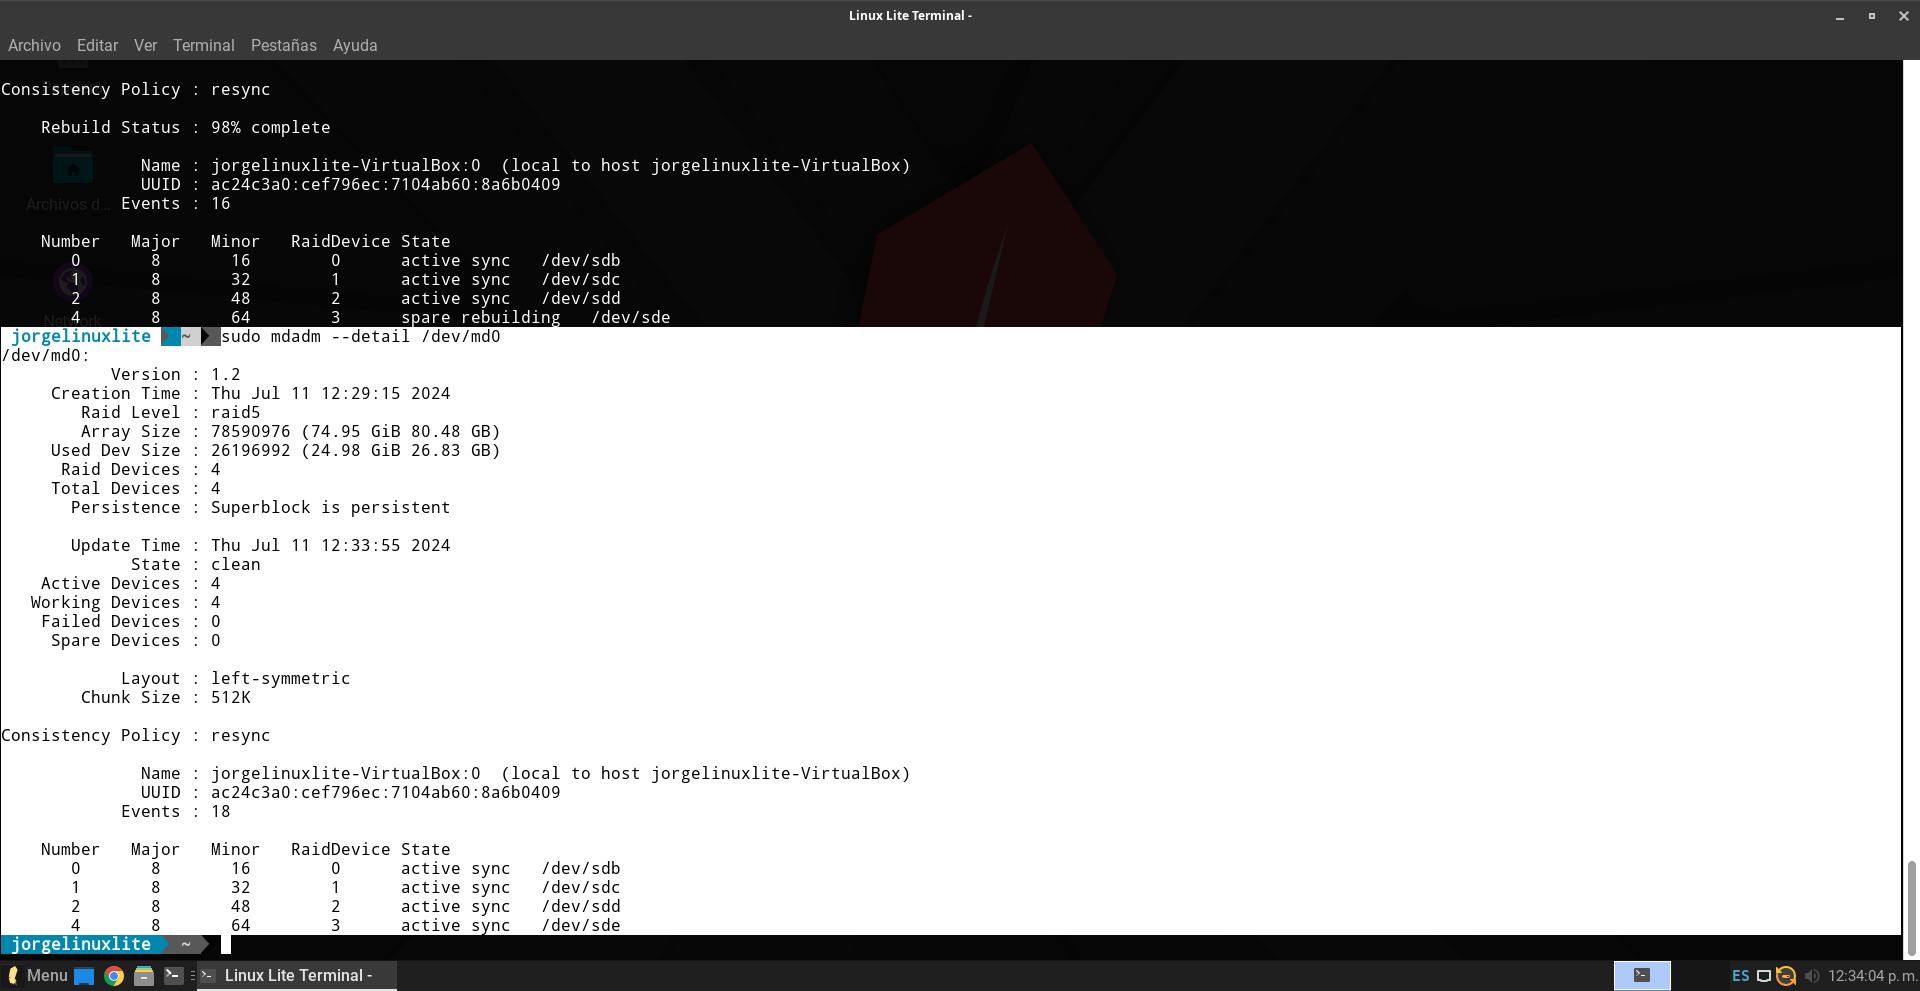 Linux Lite Terminal -
Archivo Editar Ver Terminal Pestañas Ayuda
Consistency Policy : resync
Rebuild Status : 98% complete
Name : jorgelinuxlite-VirtualBox:0  (local to host jorgelinuxlite-VirtualBox)
UUID : ac24c3a0:cef796ec:7104ab60:8a6b0409
Archivos d...
Events : 16
Number   Major   Minor   RaidDevice State
0       8       16        0      active sync   /dev/sdb
1       8       32        1      active sync   /dev/sdc
2       8       48        2      active sync   /dev/sdd
Network
4       8       64        3      spare rebuilding   /dev/sde
jorgelinuxlite ~ sudo mdadm --detail /dev/md0
/dev/md0:
Version : 1.2
Creation Time : Thu Jul 11 12:29:15 2024
Raid Level : raid5
Array Size : 78590976 (74.95 GiB 80.48 GB)
Used Dev Size : 26196992 (24.98 GiB 26.83 GB)
Raid Devices : 4
Total Devices : 4
Persistence : Superblock is persistent
Update Time : Thu Jul 11 12:33:55 2024
State : clean
Active Devices : 4
Working Devices : 4
Failed Devices : 0
Spare Devices : 0
Layout : left-symmetric
Chunk Size : 512K
Consistency Policy : resync
Name : jorgelinuxlite-VirtualBox:0  (local to host jorgelinuxlite-VirtualBox)
UUID : ac24c3a0:cef796ec:7104ab60:8a6b0409
Events : 18
Number   Major   Minor   RaidDevice State
0       8       16        0      active sync   /dev/sdb
1       8       32        1      active sync   /dev/sdc
2       8       48        2      active sync   /dev/sdd
4       8       64        3      active sync   /dev/sde
jorgelinuxlite ~
Menu Linux Lite Terminal - ES 12:34:04 p. m.